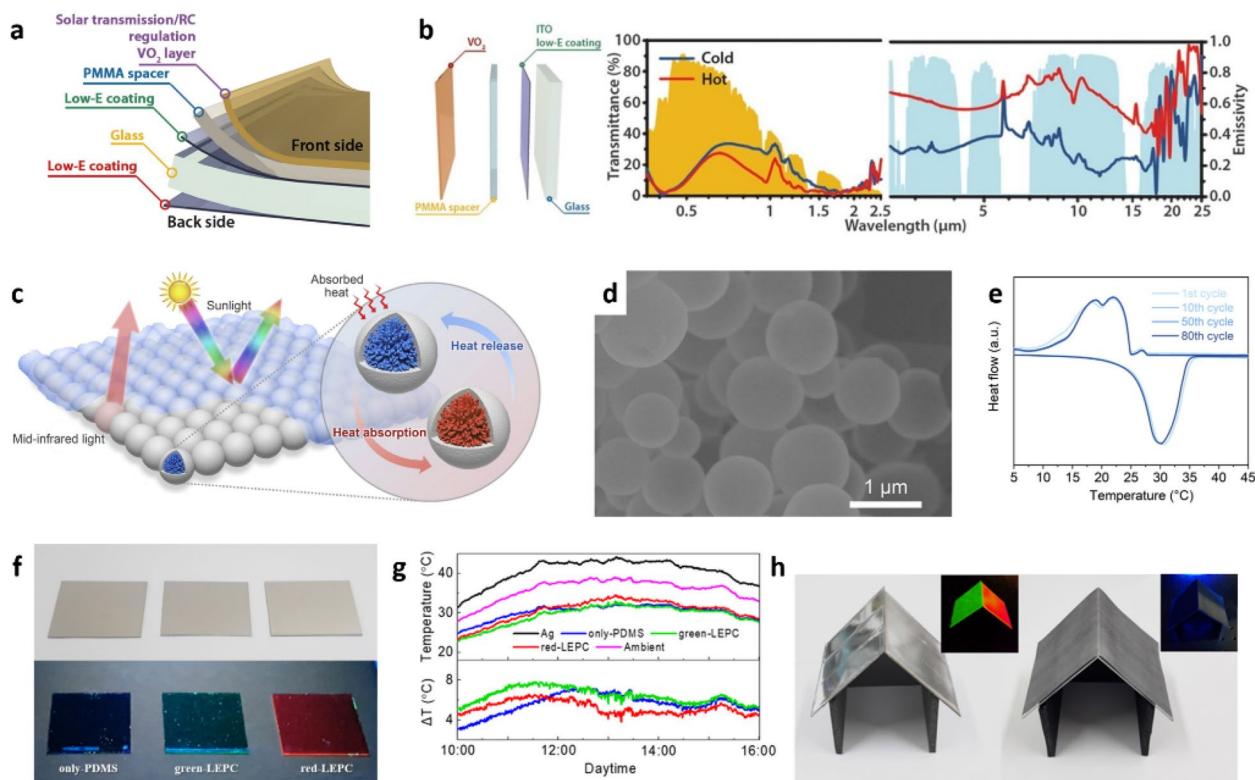 a
Solar transmission/RC
regulation
VO₂ layer
PMMA spacer
Low-E coating
Glass
Low-E coating
Front side
Back side
b
VO₂
ITO
low-E coating
PMMA spacer
Glass
Transmittance (%)
100
80
60
40
20
0
Cold
Hot
0.5
1
1.5
2
2.5
5
10
15
20
25
Wavelength (µm)
1.0
0.8
0.6
0.4
0.2
0.0
Emissivity
c
Sunlight
Mid-infrared light
Absorbed
heat
Heat release
Heat absorption
d
1 µm
e
Heat flow (a.u.)
1st cycle
10th cycle
50th cycle
80th cycle
5 10 15 20 25 30 35 40 45
Temperature (°C)
f
only-PDMS
green-LEPC
red-LEPC
g
Temperature (°C)
40
30
20
Ag
only-PDMS
green-LEPC
red-LEPC
Ambient
ΔT (°C)
8
4
10:00 12:00 14:00 16:00
Daytime
h